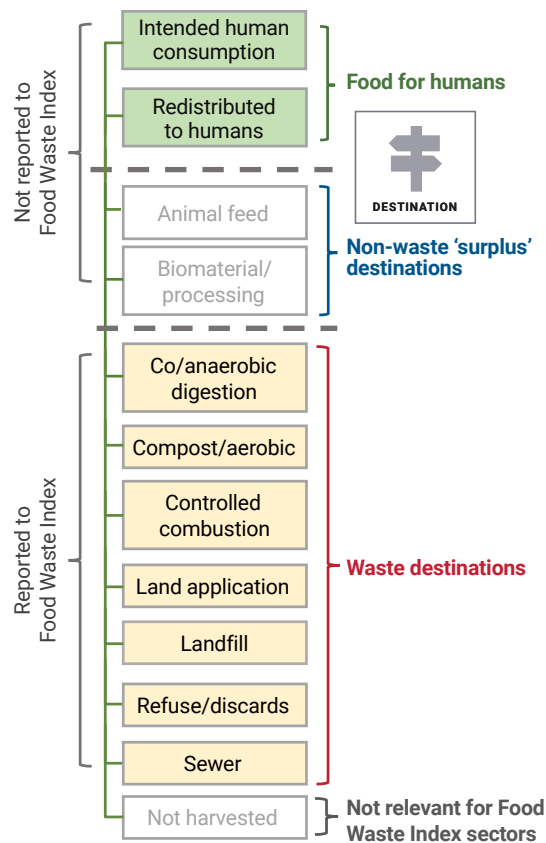 Not reported to
Food Waste Index
Intended human
consumption
Redistributed
to humans
Food for humans
DESTINATION
Animal feed
Biomaterial/
processing
Non-waste ‘surplus’
destinations
Reported to
Food Waste Index
Co/anaerobic
digestion
Compost/aerobic
Controlled
combustion
Land application
Landfill
Refuse/discards
Sewer
Waste destinations
Not harvested
Not relevant for Food
Waste Index sectors